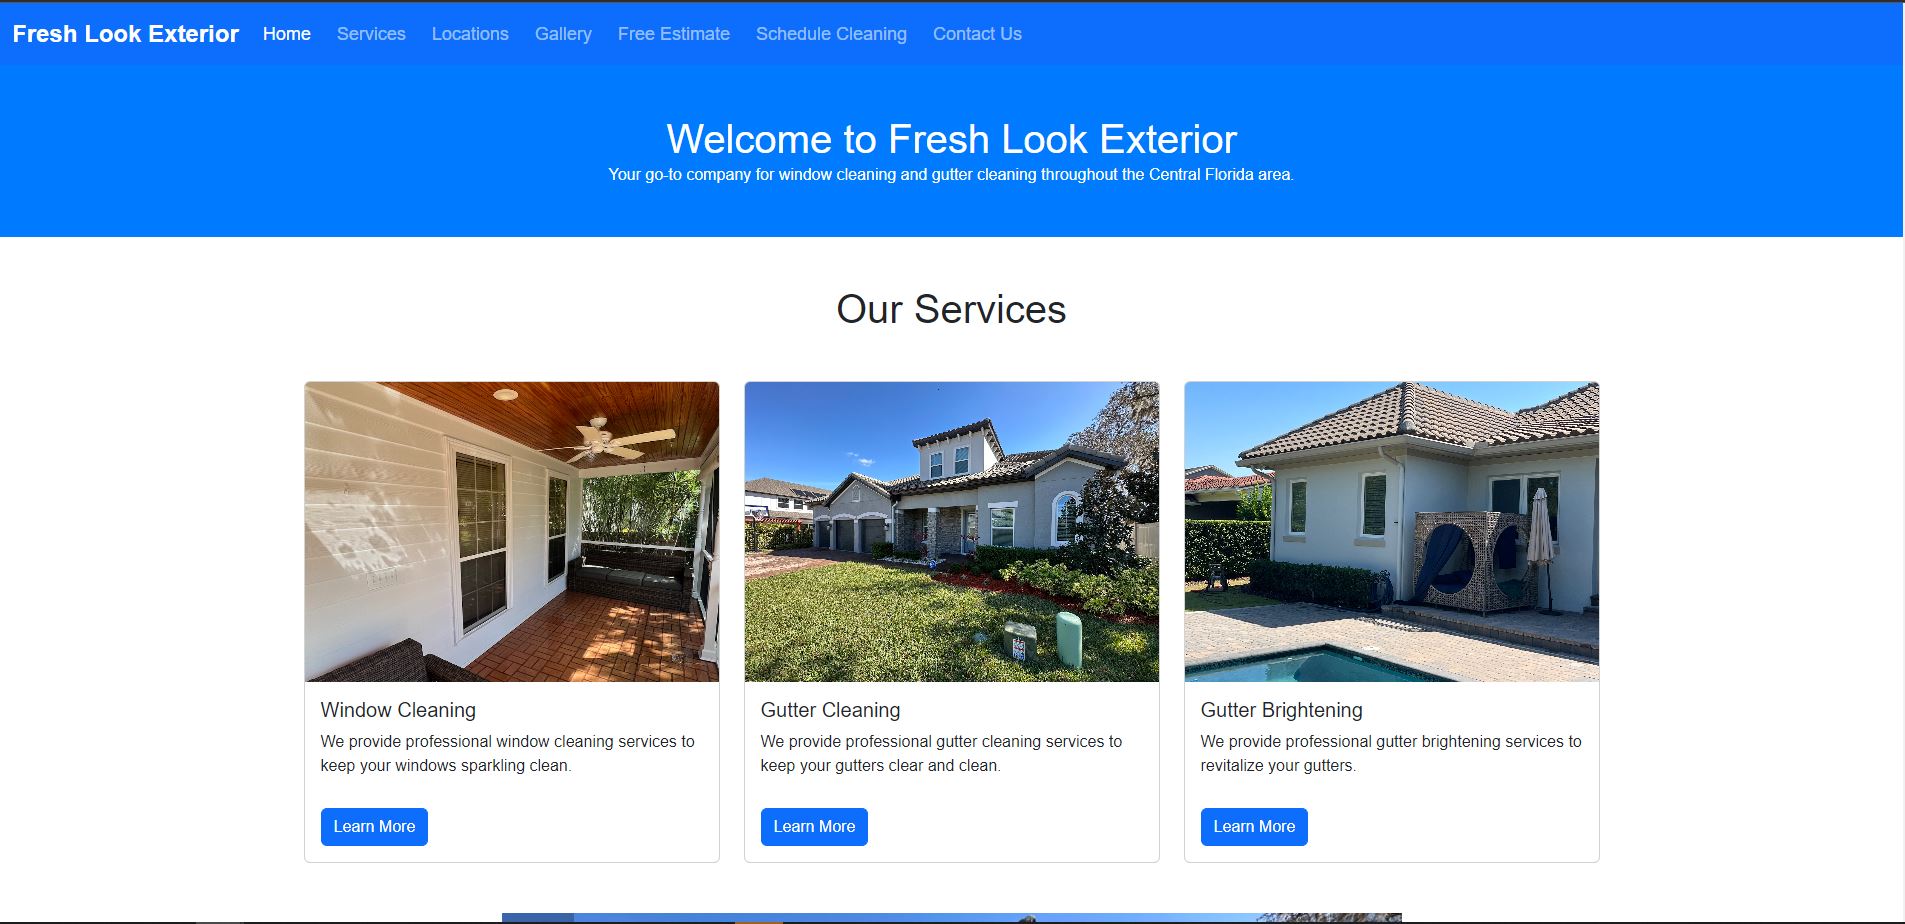 Fresh Look Exterior Home Services Locations Gallery Free Estimate Schedule Cleaning Contact Us
Welcome to Fresh Look Exterior
Your go-to company for window cleaning and gutter cleaning throughout the Central Florida area.
Our Services
Window Cleaning
We provide professional window cleaning services to
keep your windows sparkling clean.
Learn More
Gutter Cleaning
We provide professional gutter cleaning services to
keep your gutters clear and clean.
Learn More
Gutter Brightening
We provide professional gutter brightening services to
revitalize your gutters.
Learn More